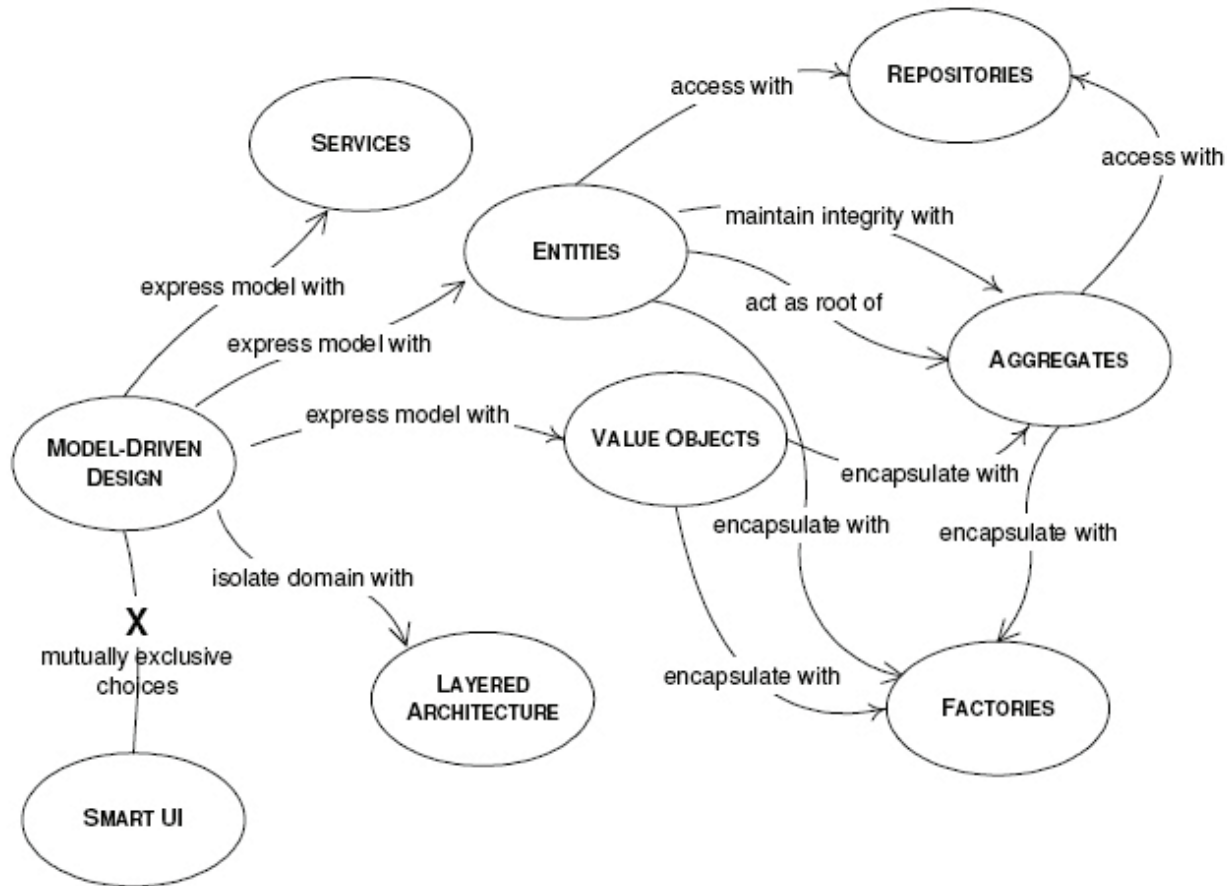 REPOSITORIES
access with
SERVICES
access with
maintain integrity with
ENTITIES
express model with
act as root of
express model with
AGGREGATES
express model with
VALUE OBJECTS
MODEL-DRIVEN
DESIGN
encapsulate with
encapsulate with
encapsulate with
isolate domain with
X
mutually exclusive
choices
encapsulate with
LAYERED
ARCHITECTURE
FACTORIES
SMART UI